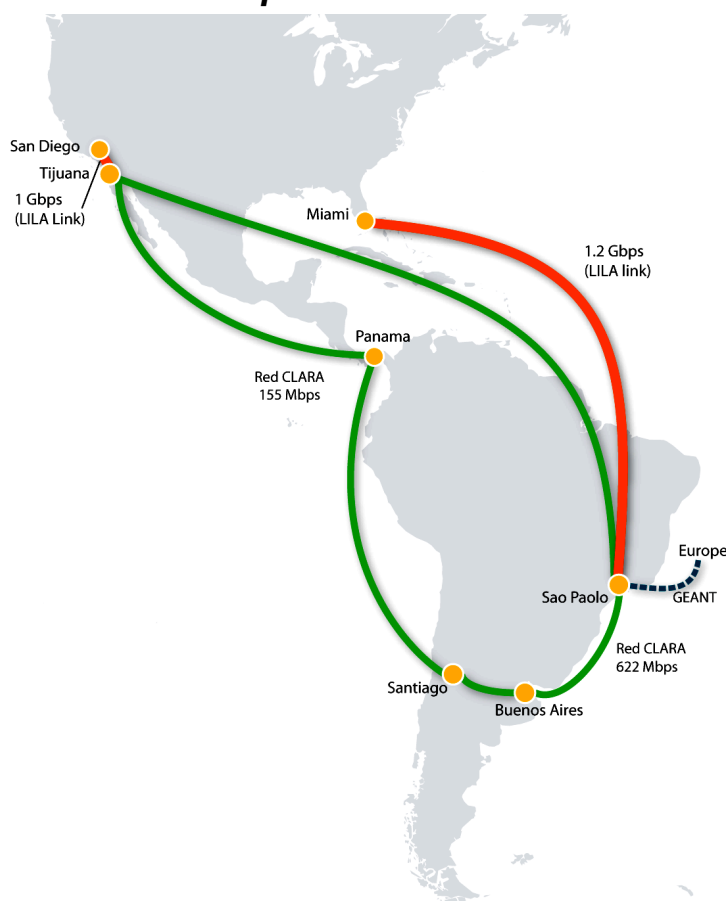 San Diego
Tijuana
1 Gbps
(LILA Link)
Miami
1.2 Gbps
(LILA link)
Panama
Red CLARA
155 Mbps
Europe
Sao Paolo
GEANT
Red CLARA
622 Mbps
Santiago
Buenos Aires